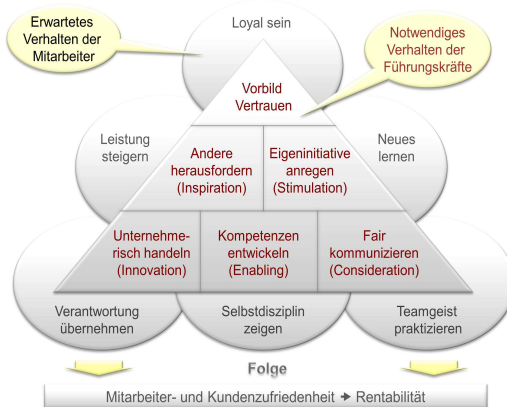 Loyal sein
Erwartetes
Verhalten der
Mitarbeiter
Notwendiges
Verhalten der
Führungskräfte
Vorbild
Vertrauen
Leistung
steigern
Neues
lernen
Andere
herausfordern
(Inspiration)
Eigeninitiative
anregen
(Stimulation)
Unternehme-
risch handeln
(Innovation)
Kompetenzen
entwickeln
(Enabling)
Fair
kommunizieren
(Consideration)
Verantwortung
übernehmen
Selbstdisziplin
zeigen
Teamgeist
praktizieren
Folge
Mitarbeiter- und Kundenzufriedenheit → Rentabilität